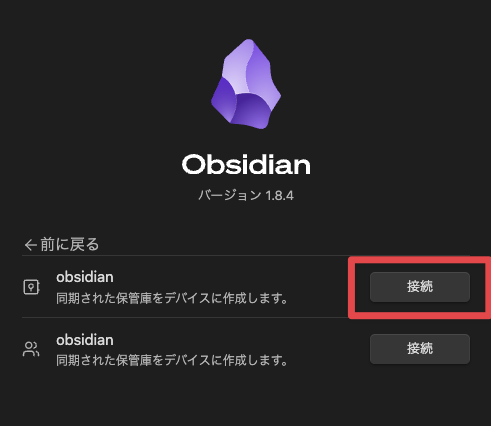 Obsidian
バージョン 1.8.4
前に戻る
obsidian
同期された保管庫をデバイスに作成します。
接続
obsidian
同期された保管庫をデバイスに作成します。
接続